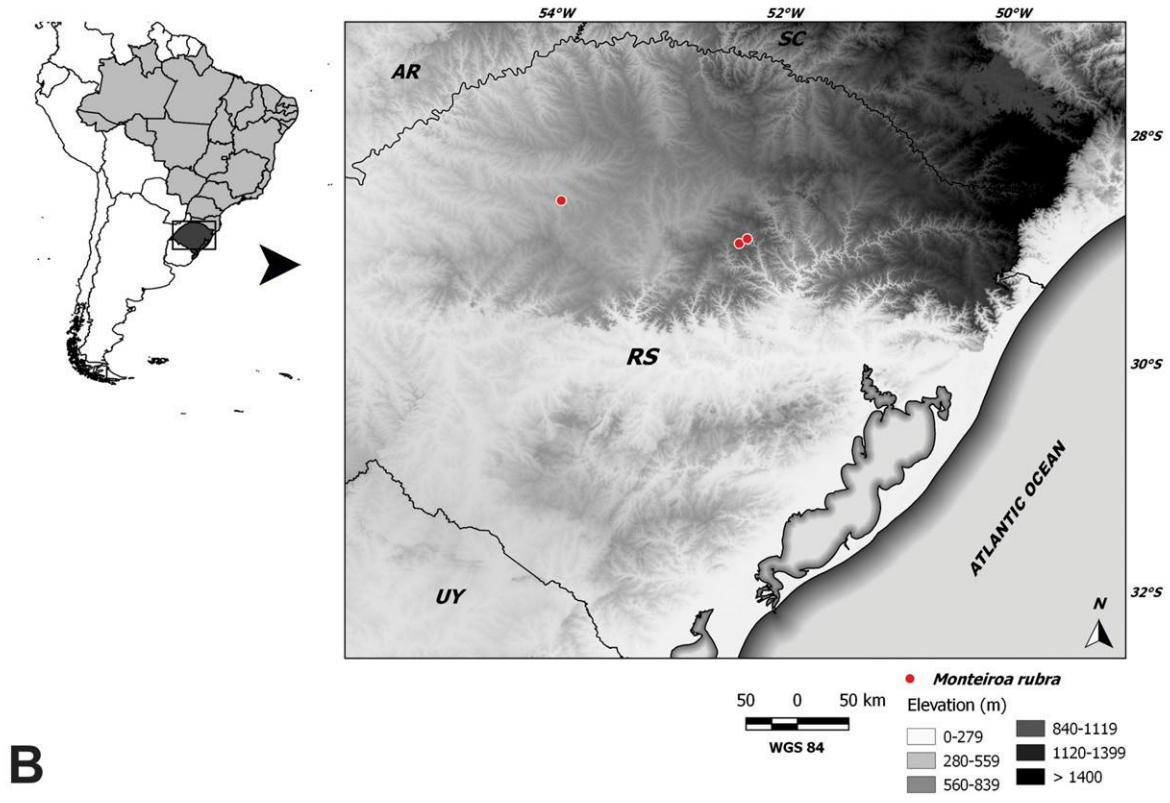 54°W 52°W 50°W
SC
AR
28°S
RS
30°S
ATLANTIC OCEAN
UY
32°S
N
Monteiroa rubra
50 0 50 km
WGS 84
Elevation (m)
0-279
280-559
560-839
840-1119
1120-1399
> 1400
B